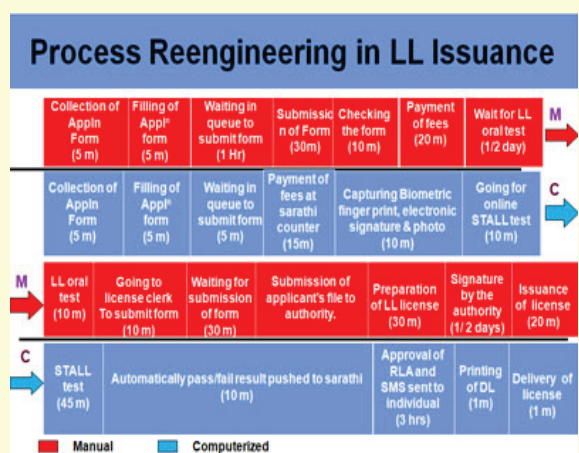 Process Reengineering in LL Issuance
Collection of
Appln
Form
(5 m)
Filling of
Applⁿ
form
(5 m)
Waiting in
queue to
submit form
(1 Hr)
Submissio
n of Form
(30m)
Checking
the form
(10 m)
Payment
of fees
(20 m)
Wait for LL
oral test
(1/2 day)
M
Collection of
Appln
Form
(5 m)
Filling of
Applⁿ
form
(5 m)
Waiting in
queue to
submit form
(5 m)
Payment of
fees at
sarathi
counter
(15m)
Capturing Biometric
finger print, electronic
signature & photo
(10 m)
Going for
online
STALL test
(10 m)
C
M
LL oral
test
(10 m)
Going to
license clerk
To submit form
(10 m)
Waiting for
submission
of form
(30 m)
Submission of
applicant's file to
authority.
Preparation
of LL license
(30 m)
Signature
by the
authority
(1/ 2 days)
Issuance
of license
(20 m)
C
STALL
test
(45 m)
Automatically pass/fail result pushed to sarathi
(10 m)
Approval of
RLA and
SMS sent to
individual
(3 hrs)
Printing
of DL
(1m)
Delivery of
license
(1 m)
Manual
Computerized